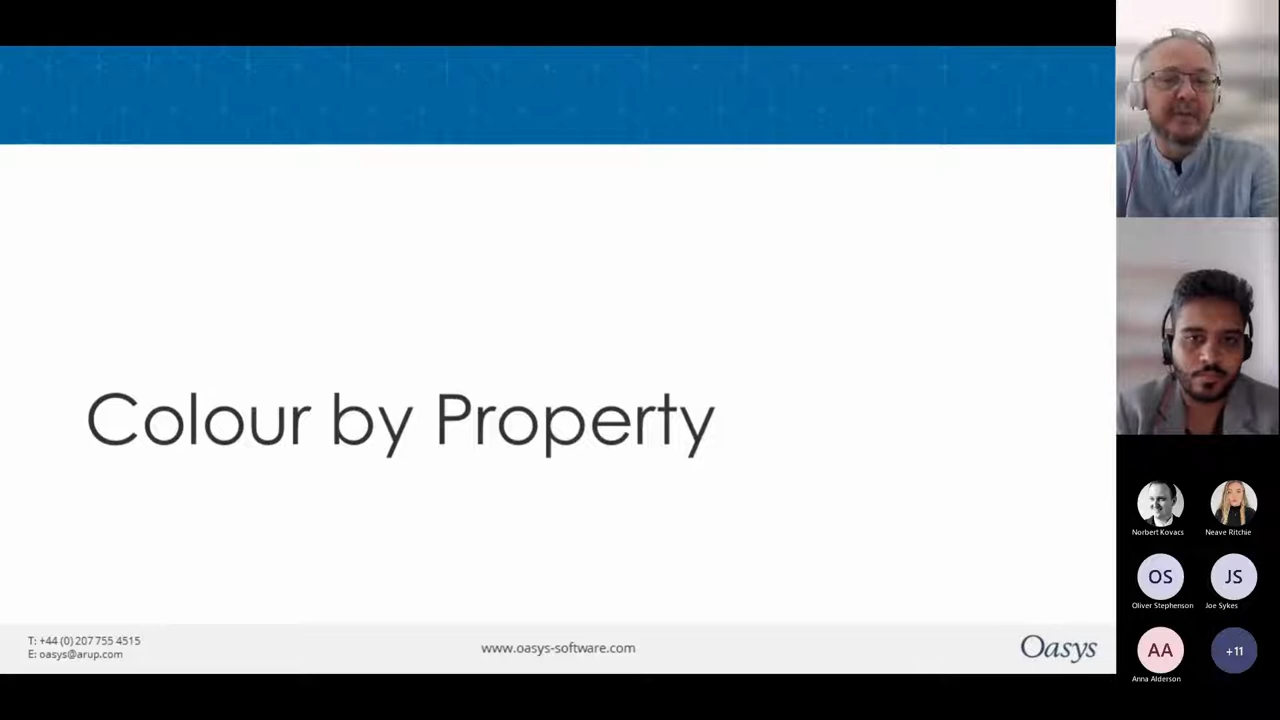 Colour by Property
T: +44 (0) 207 755 4515
E: oasys@arup.com
www.oasys-software.com
Oasys
Norbert Kovacs
Neave Ritchie
OS
JS
Oliver Stephenson
Joe Sykes
AA
+11
Anna Alderson